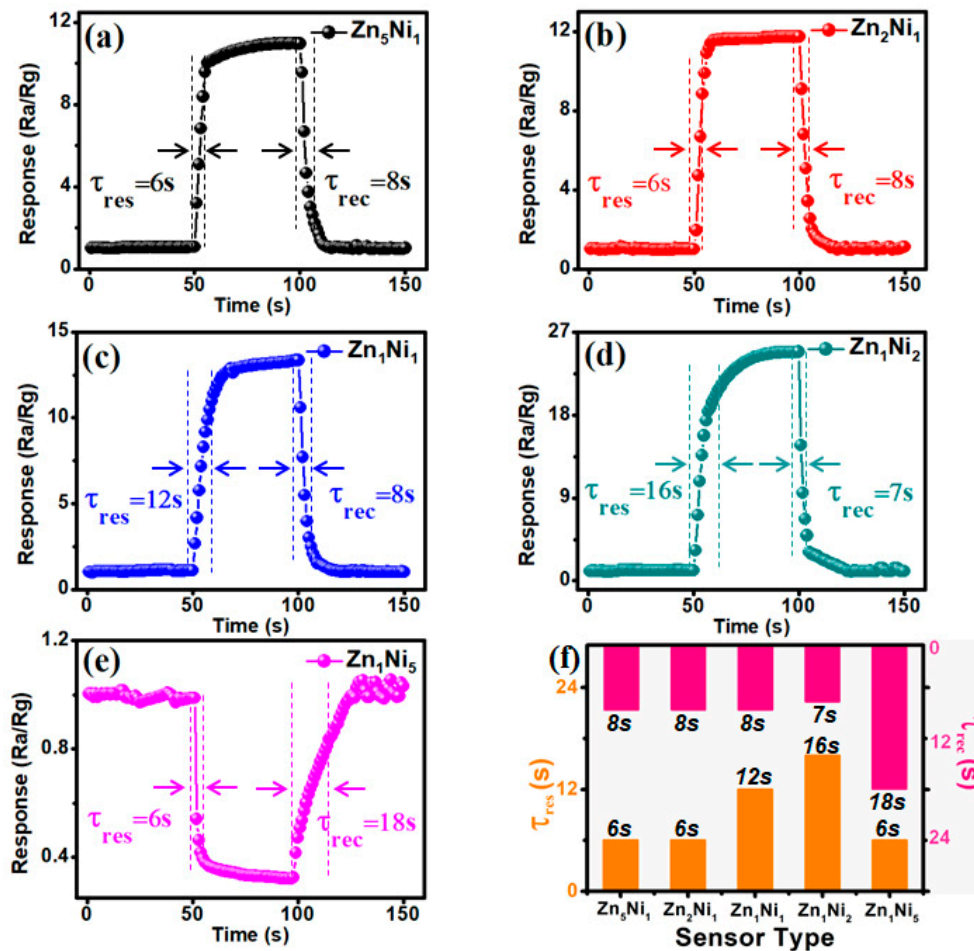 (a)
Zn5Ni1
Response (Ra/Rg)
12
8
4
0
τres=6s
τrec=8s
0 50 100 150
Time (s)
(b)
Zn2Ni1
Response (Ra/Rg)
12
8
4
0
τres=6s
τrec=8s
0 50 100 150
Time (s)
(c)
Zn1Ni1
Response (Ra/Rg)
15
10
5
0
τres=12s
τrec=8s
0 50 100 150
Time (s)
(d)
Zn1Ni2
Response (Ra/Rg)
27
18
9
0
τres=16s
τrec=7s
0 50 100 150
Time (s)
(e)
Zn1Ni5
Response (Ra/Rg)
1.2
0.8
0.4
τres=6s
τrec=18s
0 50 100 150
Time (s)
(f)
τres (s)
24
12
0
8s 8s 8s 7s 18s
6s 6s 12s 16s 6s
0
12
24
τrec (s)
Zn5Ni1 Zn2Ni1 Zn1Ni1 Zn1Ni2 Zn1Ni5
Sensor Type